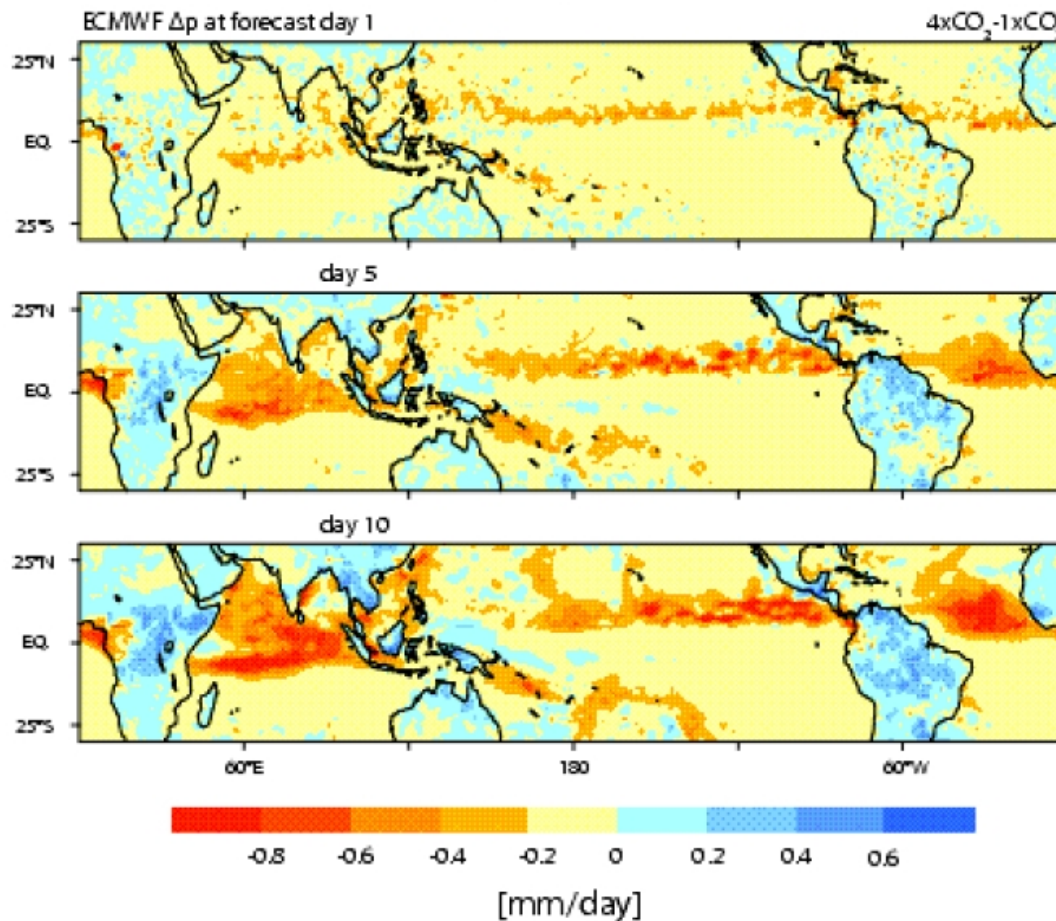 ECMWF Δp at forecast day 1 4xCO₂-1xCO₂
25°N
EQ.
25°S
day 5
25°N
EQ.
25°S
day 10
25°N
EQ.
25°S
60°E 180 60°W
-0.8 -0.6 -0.4 -0.2 0 0.2 0.4 0.6
[mm/day]